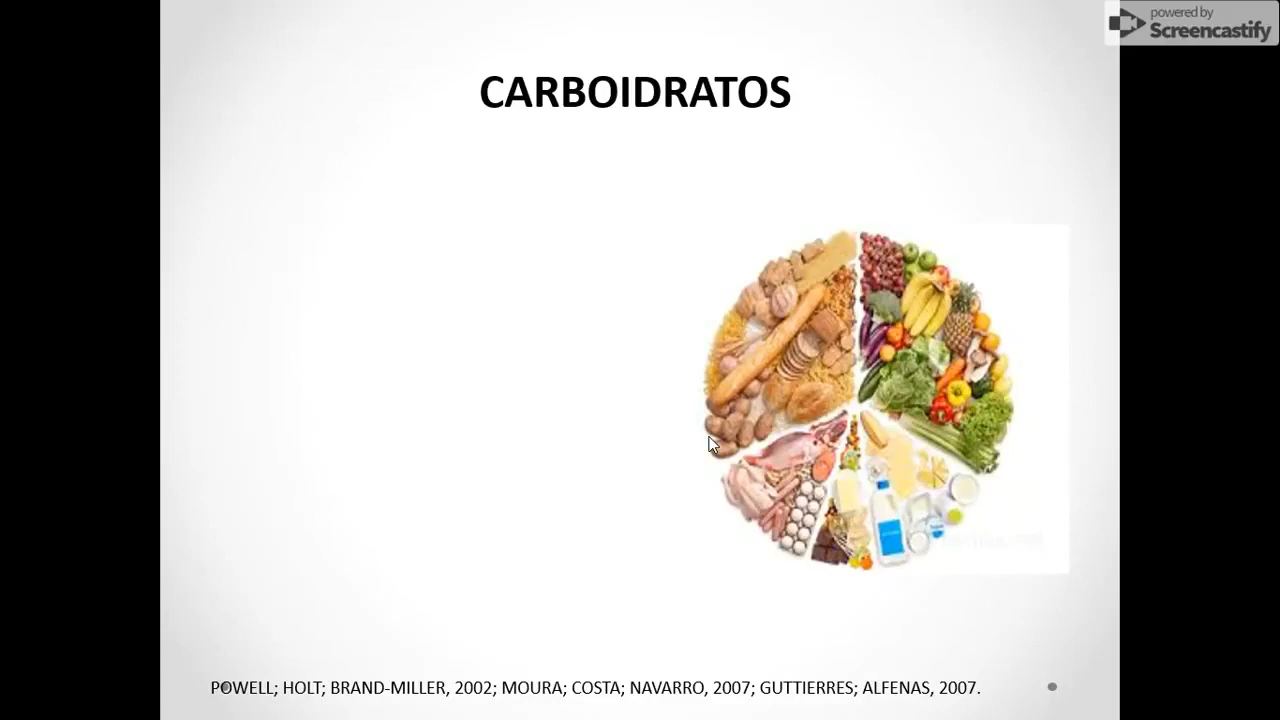 powered by
Screencastify
CARBOIDRATOS
POWELL; HOLT; BRAND-MILLER, 2002; MOURA; COSTA; NAVARRO, 2007; GUTTIERRES; ALFENAS, 2007.